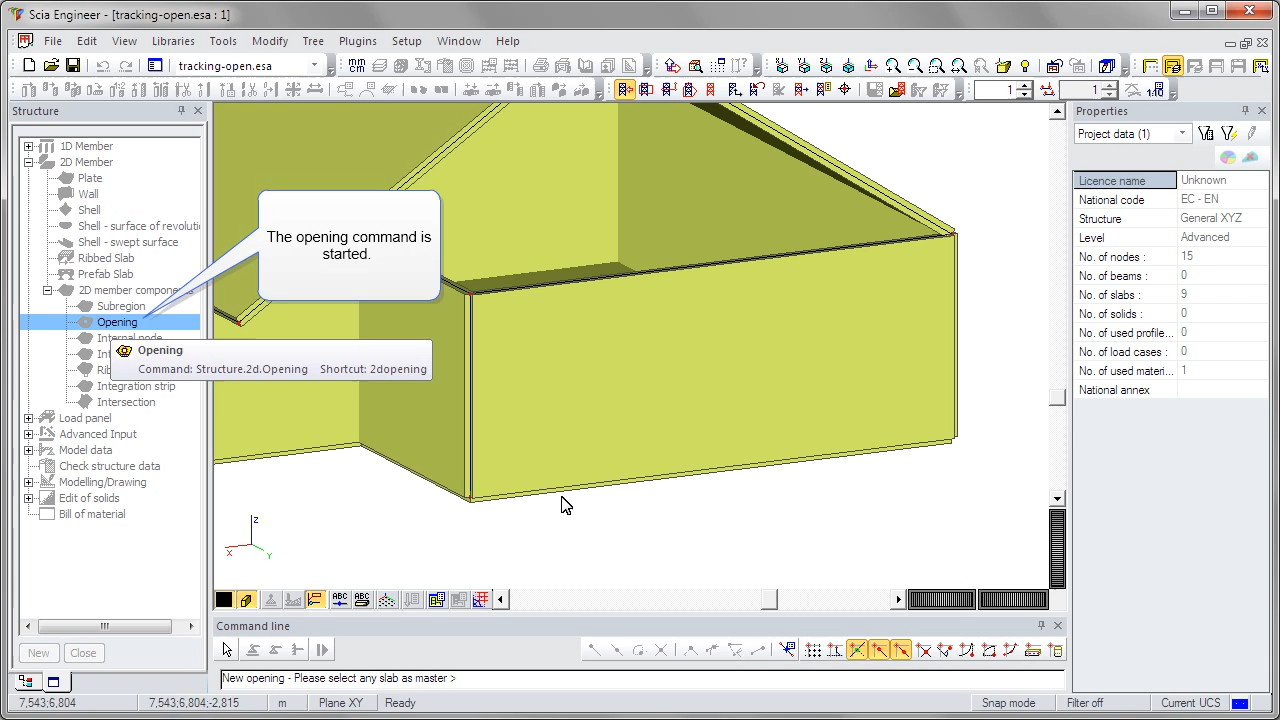 Scia Engineer - [tracking-open.esa : 1]
File Edit View Libraries Tools Modify Tree Plugins Setup Window Help
tracking-open.esa
1 1
Structure
1D Member
2D Member
Plate
Wall
Shell
Shell - surface of revoluti
Shell - swept surface
Ribbed Slab
Prefab Slab
2D member compone
Subregion
Opening
Internal node
Int
Rib
Integration strip
Intersection
Load panel
Advanced Input
Model data
Check structure data
Modelling/Drawing
Edit of solids
Bill of material
New Close
The opening command is
started.
Opening
Command: Structure.2d.Opening Shortcut: 2dopening
z
x
Y
ABC ABC
Properties
Project data (1)
Licence name Unknown
National code EC - EN
Structure General XYZ
Level Advanced
No. of nodes : 15
No. of beams : 0
No. of slabs : 9
No. of solids : 0
No. of used profile... 0
No. of load cases : 0
No. of used materi... 1
National annex
Command line
New opening - Please select any slab as master >
7,543;6,804 7,543;6,804;-2,815 m Plane XY Ready Snap mode Filter off Current UCS